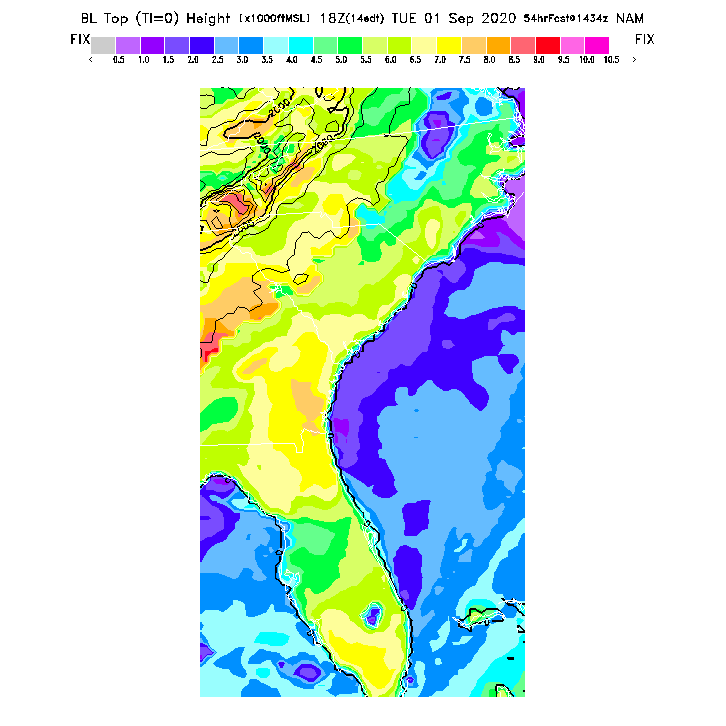 BL Top (TI=0) Height [x1000ftMSL] 18Z(14edt) TUE 01 Sep 2020 54hrFcst@1434z NAM
FIX FIX
< 0.5 1.0 1.5 2.0 2.5 3.0 3.5 4.0 4.5 5.0 5.5 6.0 6.5 7.0 7.5 8.0 8.5 9.0 9.5 10.0 10.5 >
2000
2000
2000